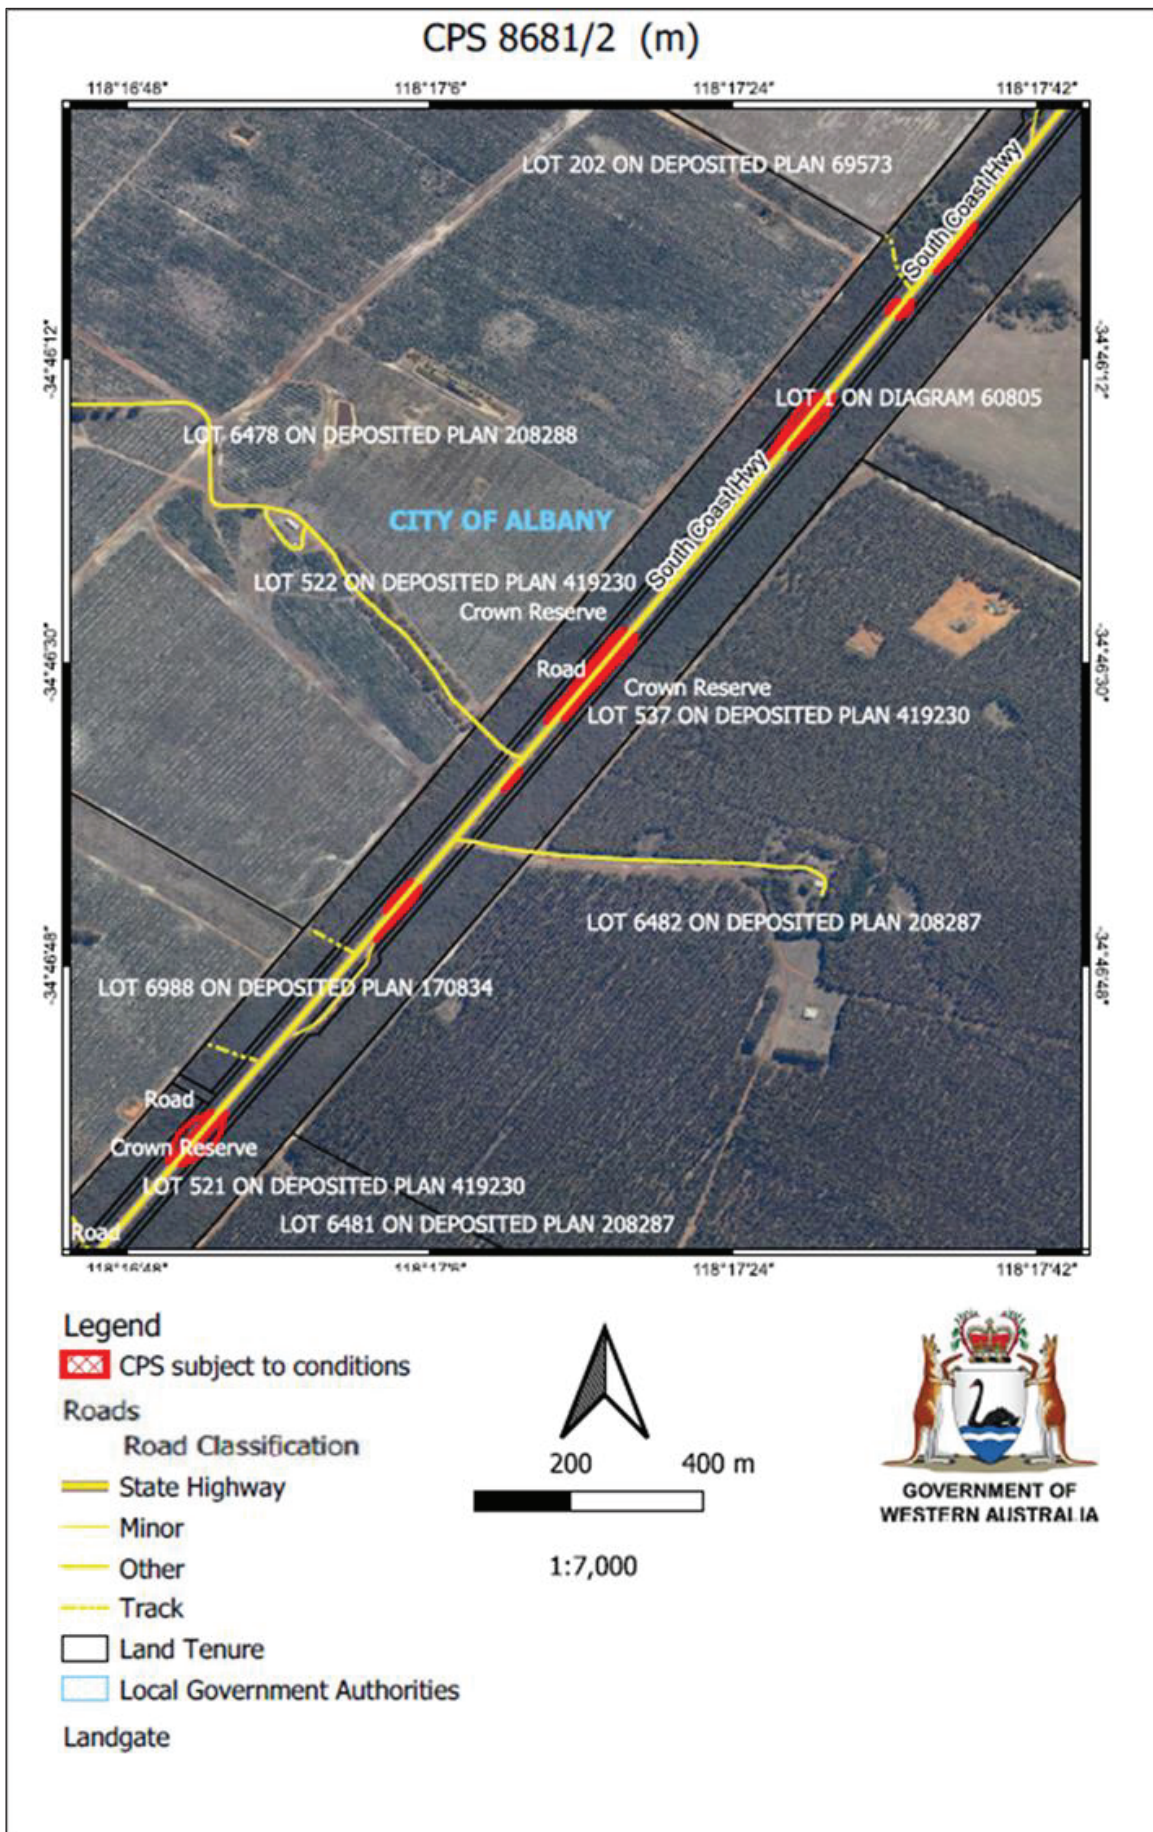 CPS 8681/2 (m)
118°16'48"
118°17'6"
118°17'24"
118°17'42"
LOT 202 ON DEPOSITED PLAN 69573
South Coast Hwy
-34°46'12"
-34°46'12"
LOT 1 ON DIAGRAM 60805
LOT 6478 ON DEPOSITED PLAN 208288
South Coast Hwy
CITY OF ALBANY
LOT 522 ON DEPOSITED PLAN 419230
Crown Reserve
-34°46'30"
-34°46'30"
Road
Crown Reserve
LOT 537 ON DEPOSITED PLAN 419230
LOT 6482 ON DEPOSITED PLAN 208287
-34°46'48"
-34°46'48"
LOT 6988 ON DEPOSITED PLAN 170834
Road
Crown Reserve
LOT 521 ON DEPOSITED PLAN 419230
LOT 6481 ON DEPOSITED PLAN 208287
Road
118°16'48"
118°17'6"
118°17'24"
118°17'42"
Legend
CPS subject to conditions
Roads
Road Classification
State Highway
Minor
Other
Track
Land Tenure
Local Government Authorities
Landgate
200 400 m
1:7,000
GOVERNMENT OF
WESTERN AUSTRALIA